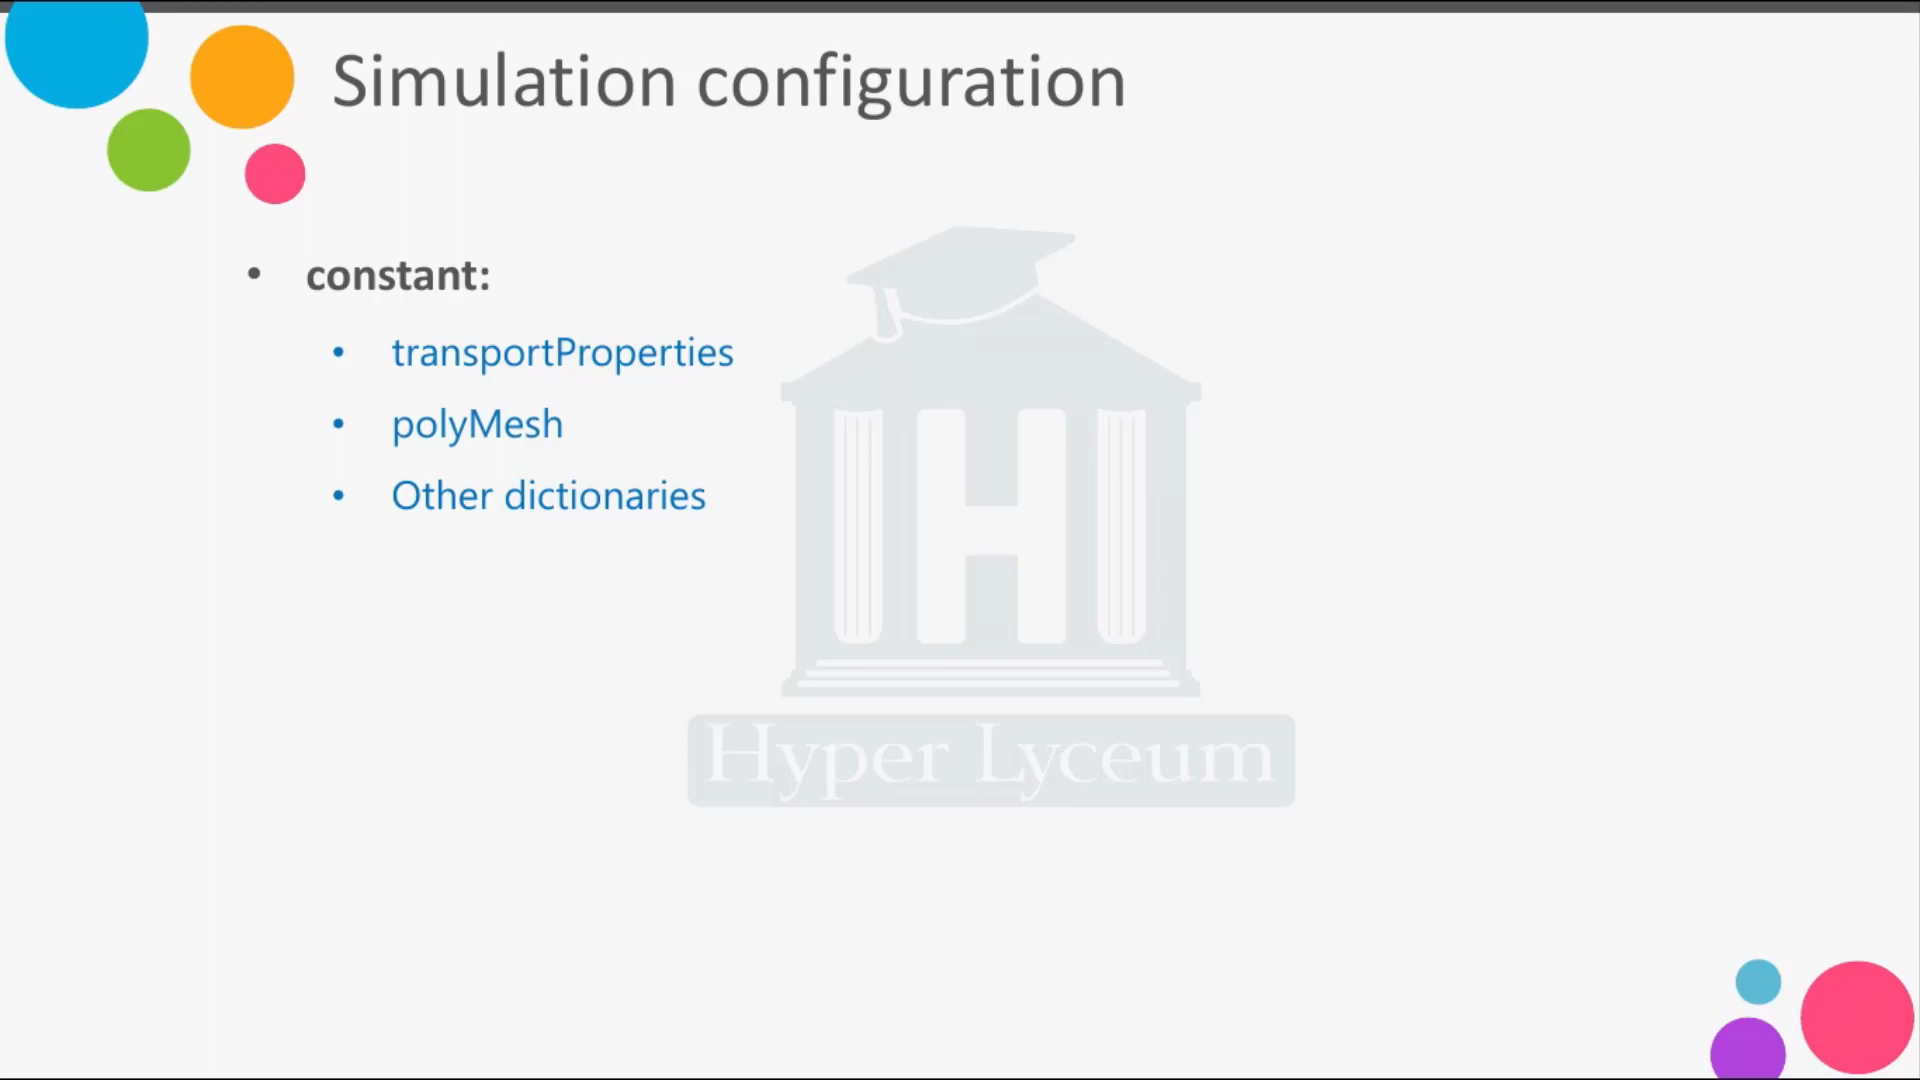 Simulation configuration
• constant:
• transportProperties
• polyMesh
• Other dictionaries
H
Hyper Lyceum